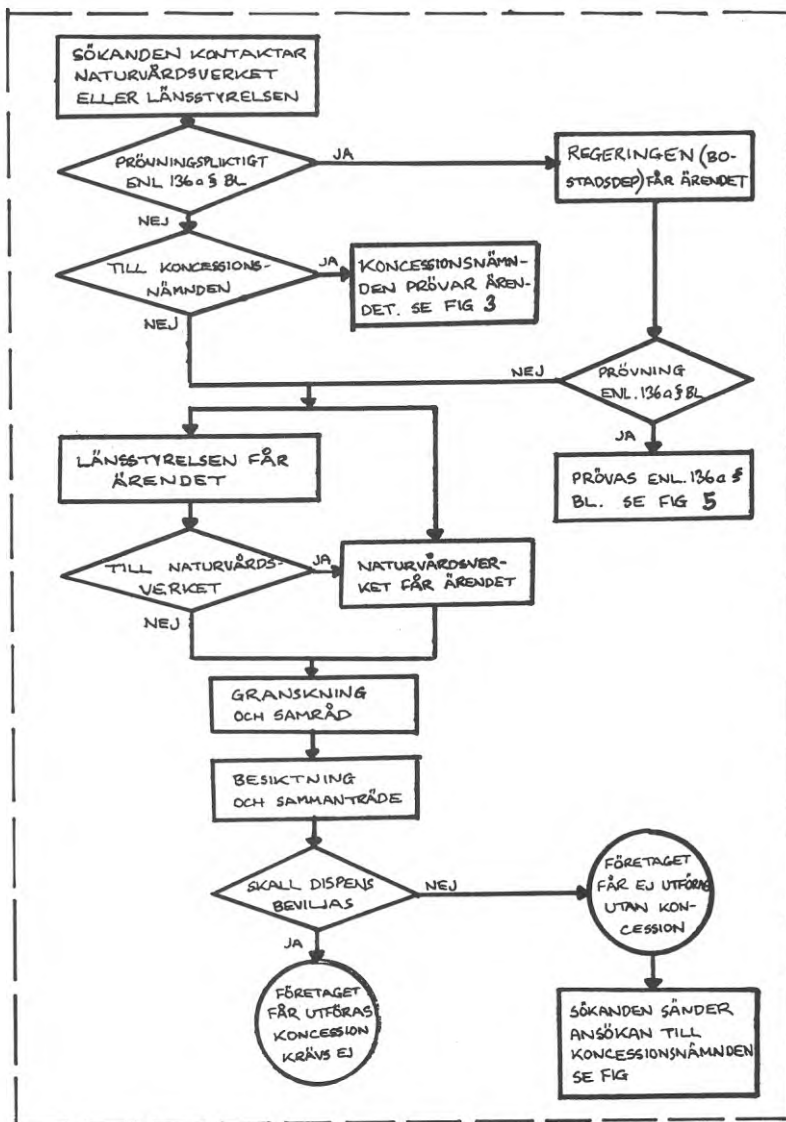 SÖKANDEN KONTAKTAR
NATURVÅRDSVERKET
ELLER LÄNSSTYRELSEN
PRÖVNINGSPLIKTIGT
ENL 136a § BL
JA
REGERINGEN (BO-
STADSDEP) FÅR ÄRENDET
NEJ
TILL KONCESSIONS-
NÄMNDEN
JA
KONCESSIONSNÄMN-
DEN PRÖVAR ÄREN-
DET. SE FIG 3
NEJ
NEJ
PRÖVNING
ENL. 136a § BL
JA
PRÖVAS ENL. 136a §
BL. SE FIG 5
LÄNSSTYRELSEN FÅR
ÄRENDET
TILL NATURVÅRDS-
VERKET
JA
NATURVÅRDSVER-
KET FÅR ÄRENDET
NEJ
GRANSKNING
OCH SAMRÅD
BESIKTNING
OCH SAMMANTRÄDE
SKALL DISPENS
BEVILJAS
NEJ
FÖRETAGET
FÅR EJ UTFÖRAS
UTAN KON-
CESSION
JA
FÖRETAGET
FÅR UTFÖRAS
KONCESSION
KRÄVS EJ
SÖKANDEN SÄNDER
ANSÖKAN TILL
KONCESSIONSNÄMNDEN
SE FIG